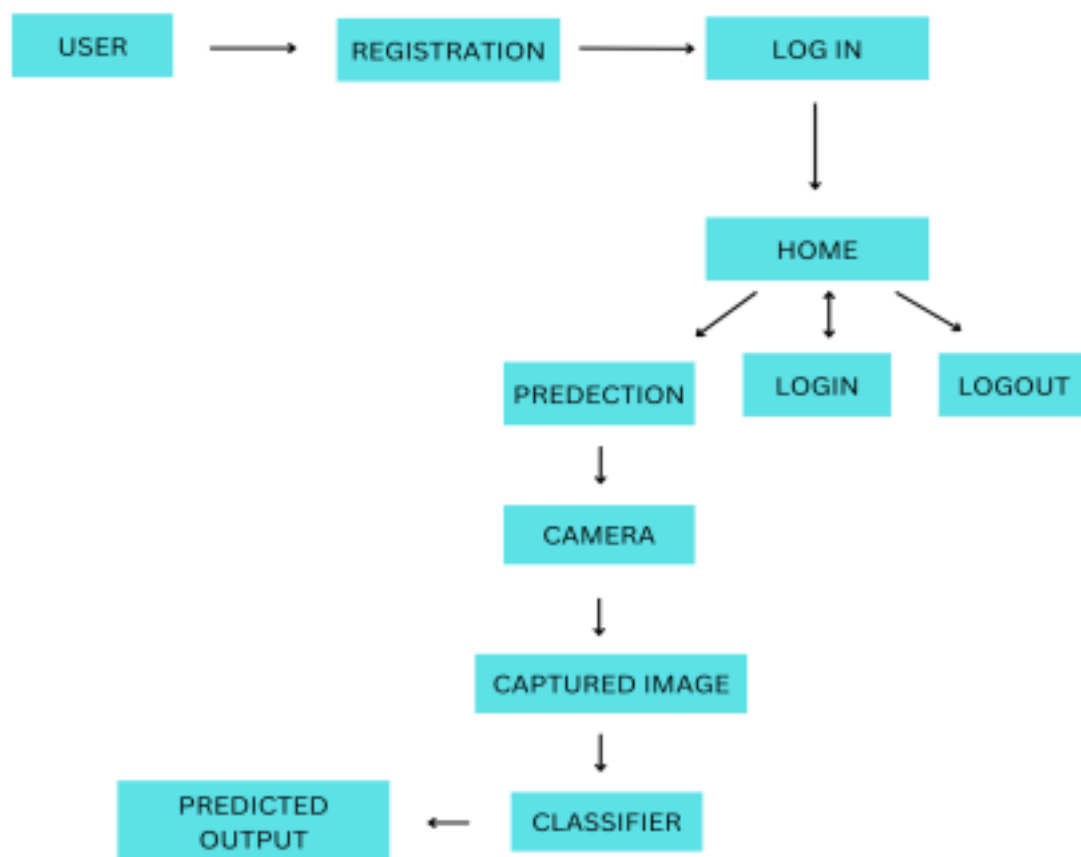 USER
REGISTRATION
LOG IN
HOME
PREDECTION
LOGIN
LOGOUT
CAMERA
CAPTURED IMAGE
CLASSIFIER
PREDICTED
OUTPUT